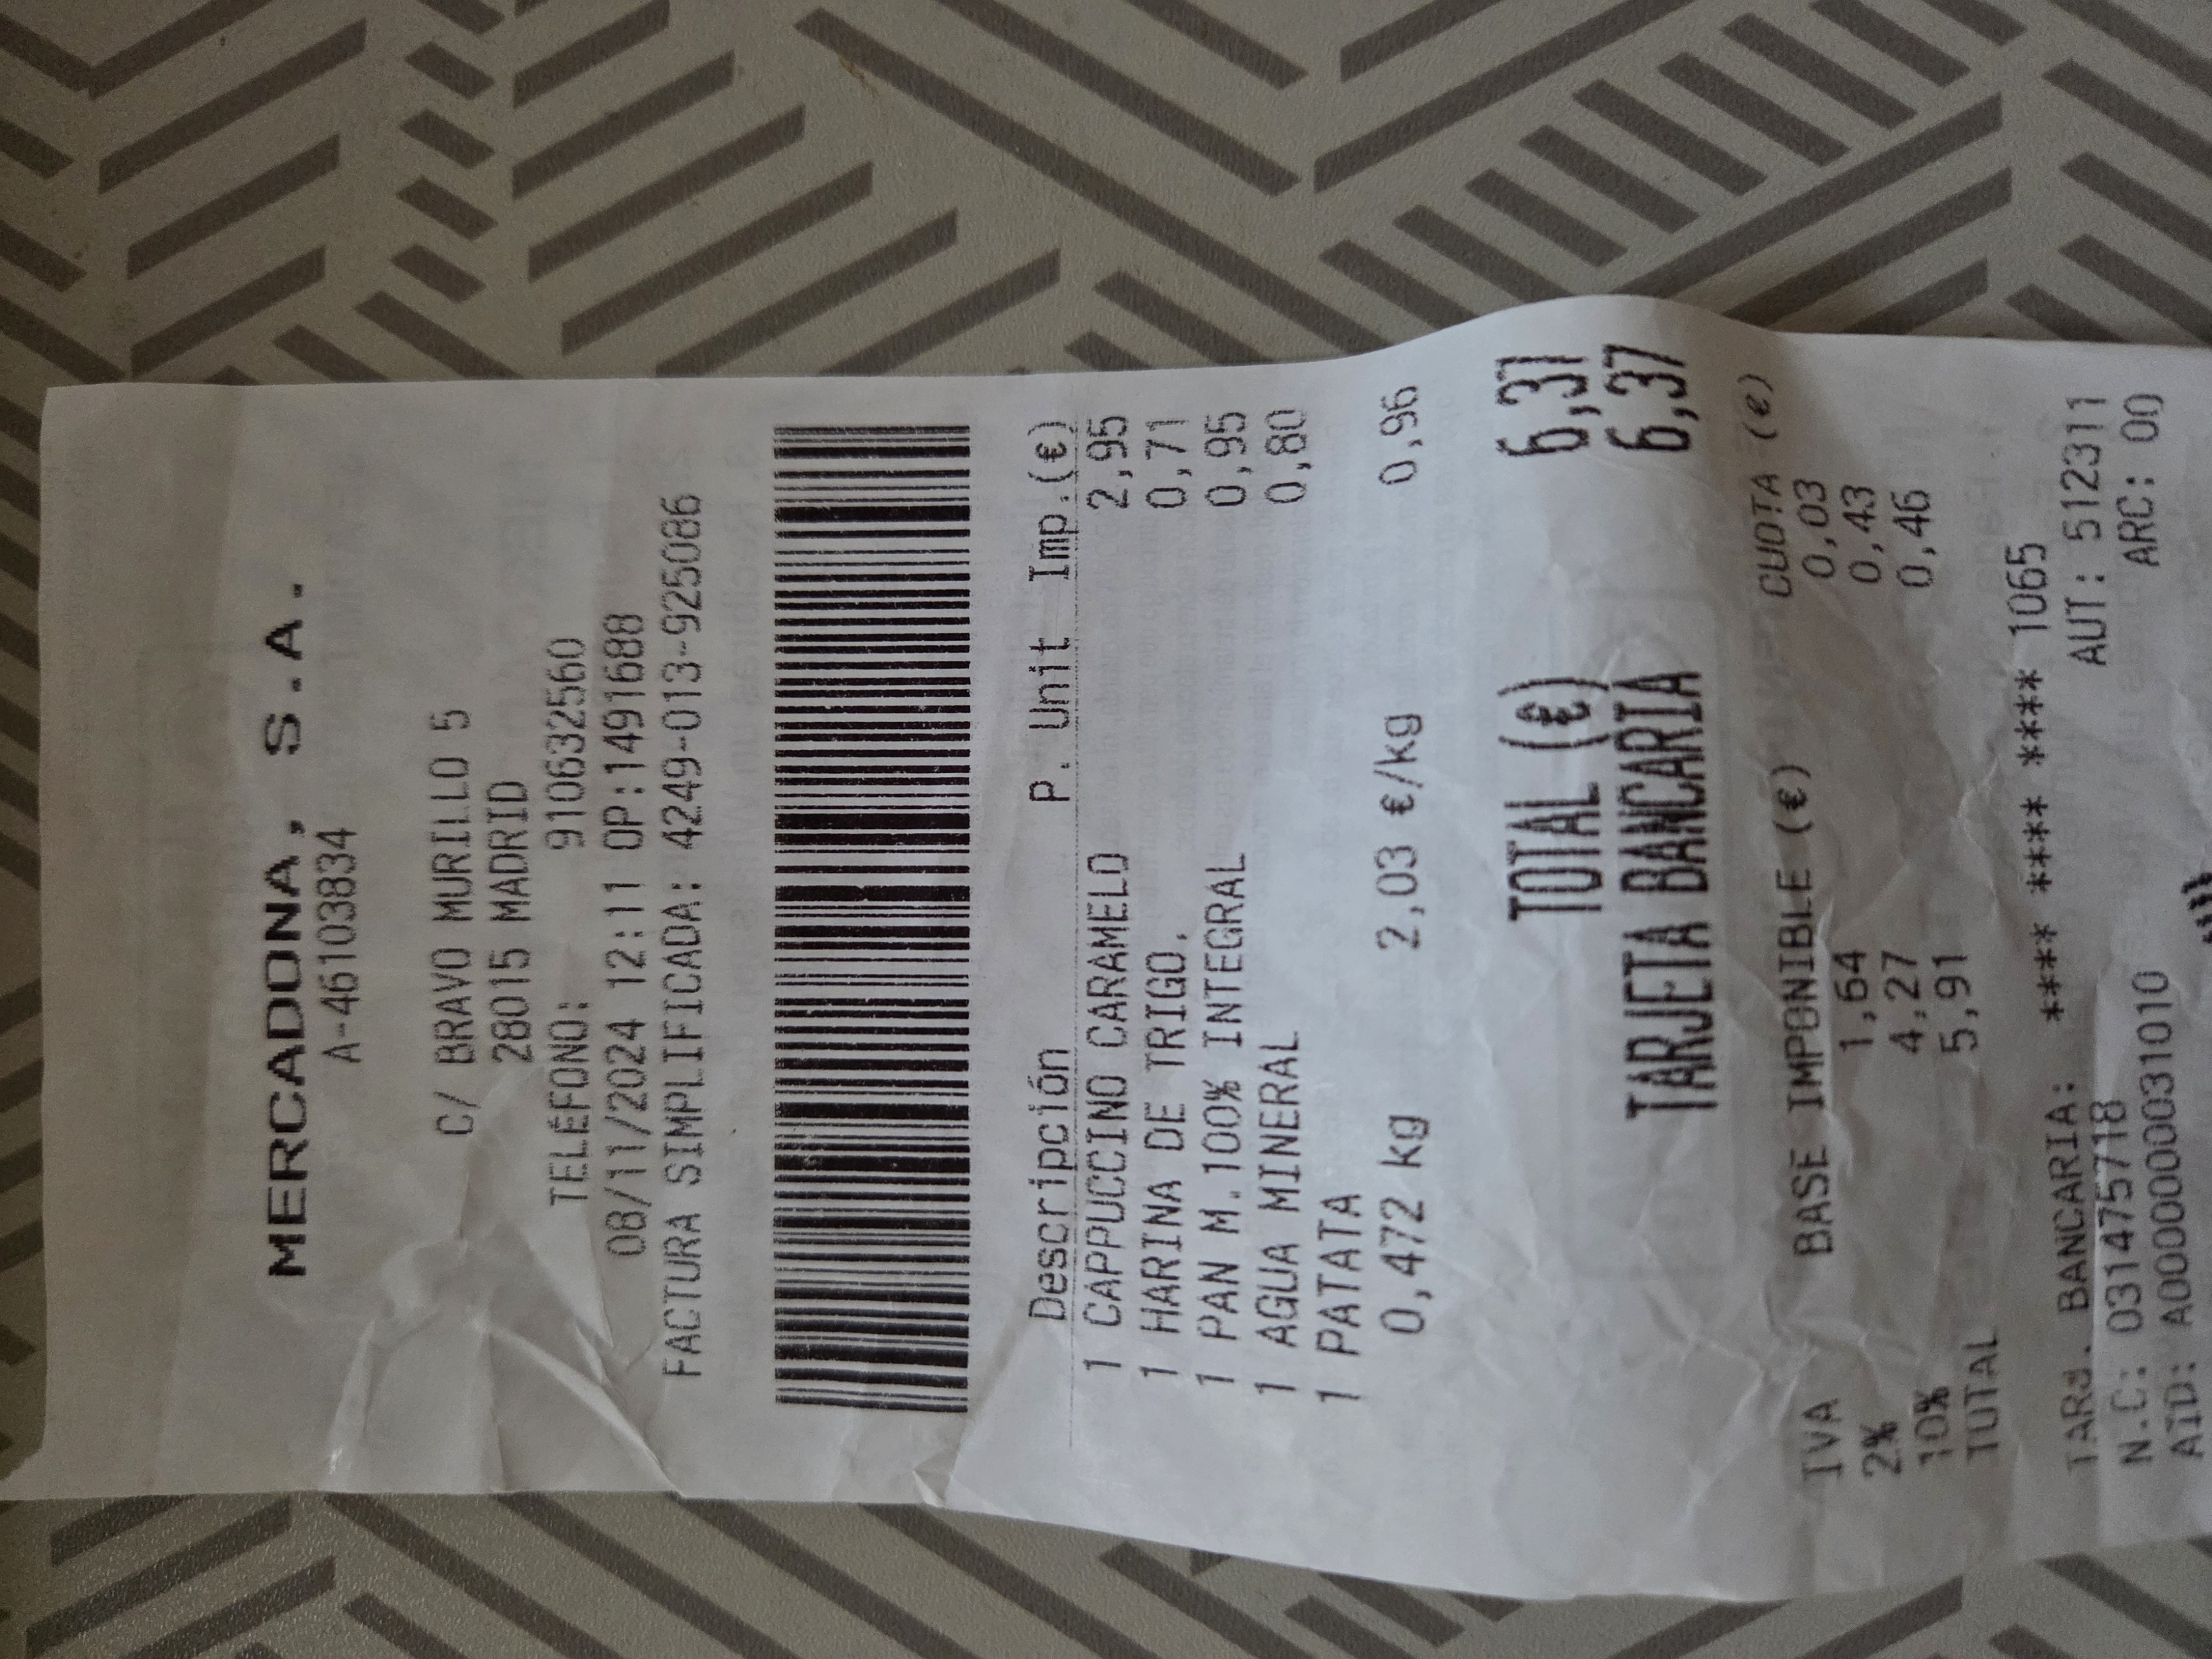 MERCADONA, S.A.
A-46103834
C/ BRAVO MURILLO 5
28015 MADRID
TELÉFONO: 910632560
08/11/2024 12:11 OP:1491688
FACTURA SIMPLIFICADA: 4249-013-925086
Descripción P. Unit Imp.(€)
1 CAPPUCCINO CARAMELO 2,95
1 HARINA DE TRIGO. 0,71
1 PAN M.100% INTEGRAL 0,95
1 AGUA MINERAL 0,80
1 PATATA
0,472 kg 2,03 €/kg 0,96
TOTAL (€) 6,37
TARJETA BANCARIA 6,37
IVA BASE IMPONIBLE (€) CUOTA (€)
2% 1,64 0,03
10% 4,27 0,43
TOTAL 5,91 0,46
TARJ. BANCARIA: **** **** **** 1065
N.C: 031475718 AUT: 512311
AID: A0000000031010 ARC: 00